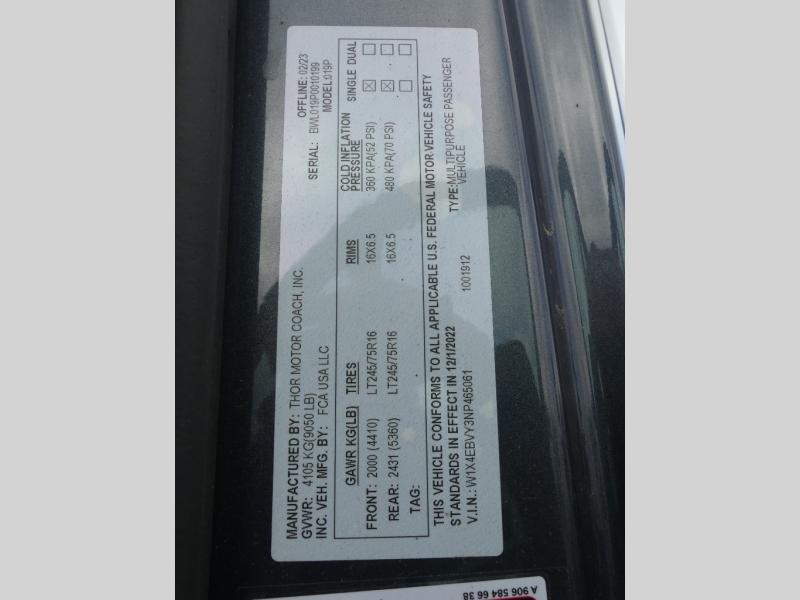 MANUFACTURED BY: THOR MOTOR COACH, INC. OFFLINE: 02/23
GVWR: 4105 KG(9050 LB) SERIAL: BWL019P0010199
INC. VEH. MFG. BY: FCA USA LLC MODEL:019P
GAWR KG(LB) TIRES RIMS COLD INFLATION PRESSURE SINGLE DUAL
FRONT: 2000 (4410) LT245/75R16 16X6.5 360 KPA(52 PSI) ☒ ☐
REAR: 2431 (5360) LT245/75R16 16X6.5 480 KPA(70 PSI) ☒ ☐
TAG: ☐ ☐
THIS VEHICLE CONFORMS TO ALL APPLICABLE U.S. FEDERAL MOTOR VEHICLE SAFETY
STANDARDS IN EFFECT IN 12/1/2022 TYPE:MULTIPURPOSE PASSENGER
VEHICLE
V.I.N.: W1X4EBVY3NP465061 1001912
A 906 584 66 38